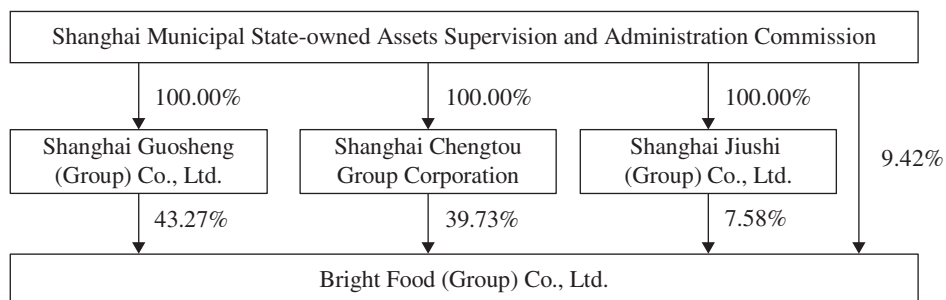 Shanghai Municipal State-owned Assets Supervision and Administration Commission
100.00%
100.00%
100.00%
Shanghai Guosheng
(Group) Co., Ltd.
Shanghai Chengtou
Group Corporation
Shanghai Jiushi
(Group) Co., Ltd.
9.42%
43.27%
39.73%
7.58%
Bright Food (Group) Co., Ltd.